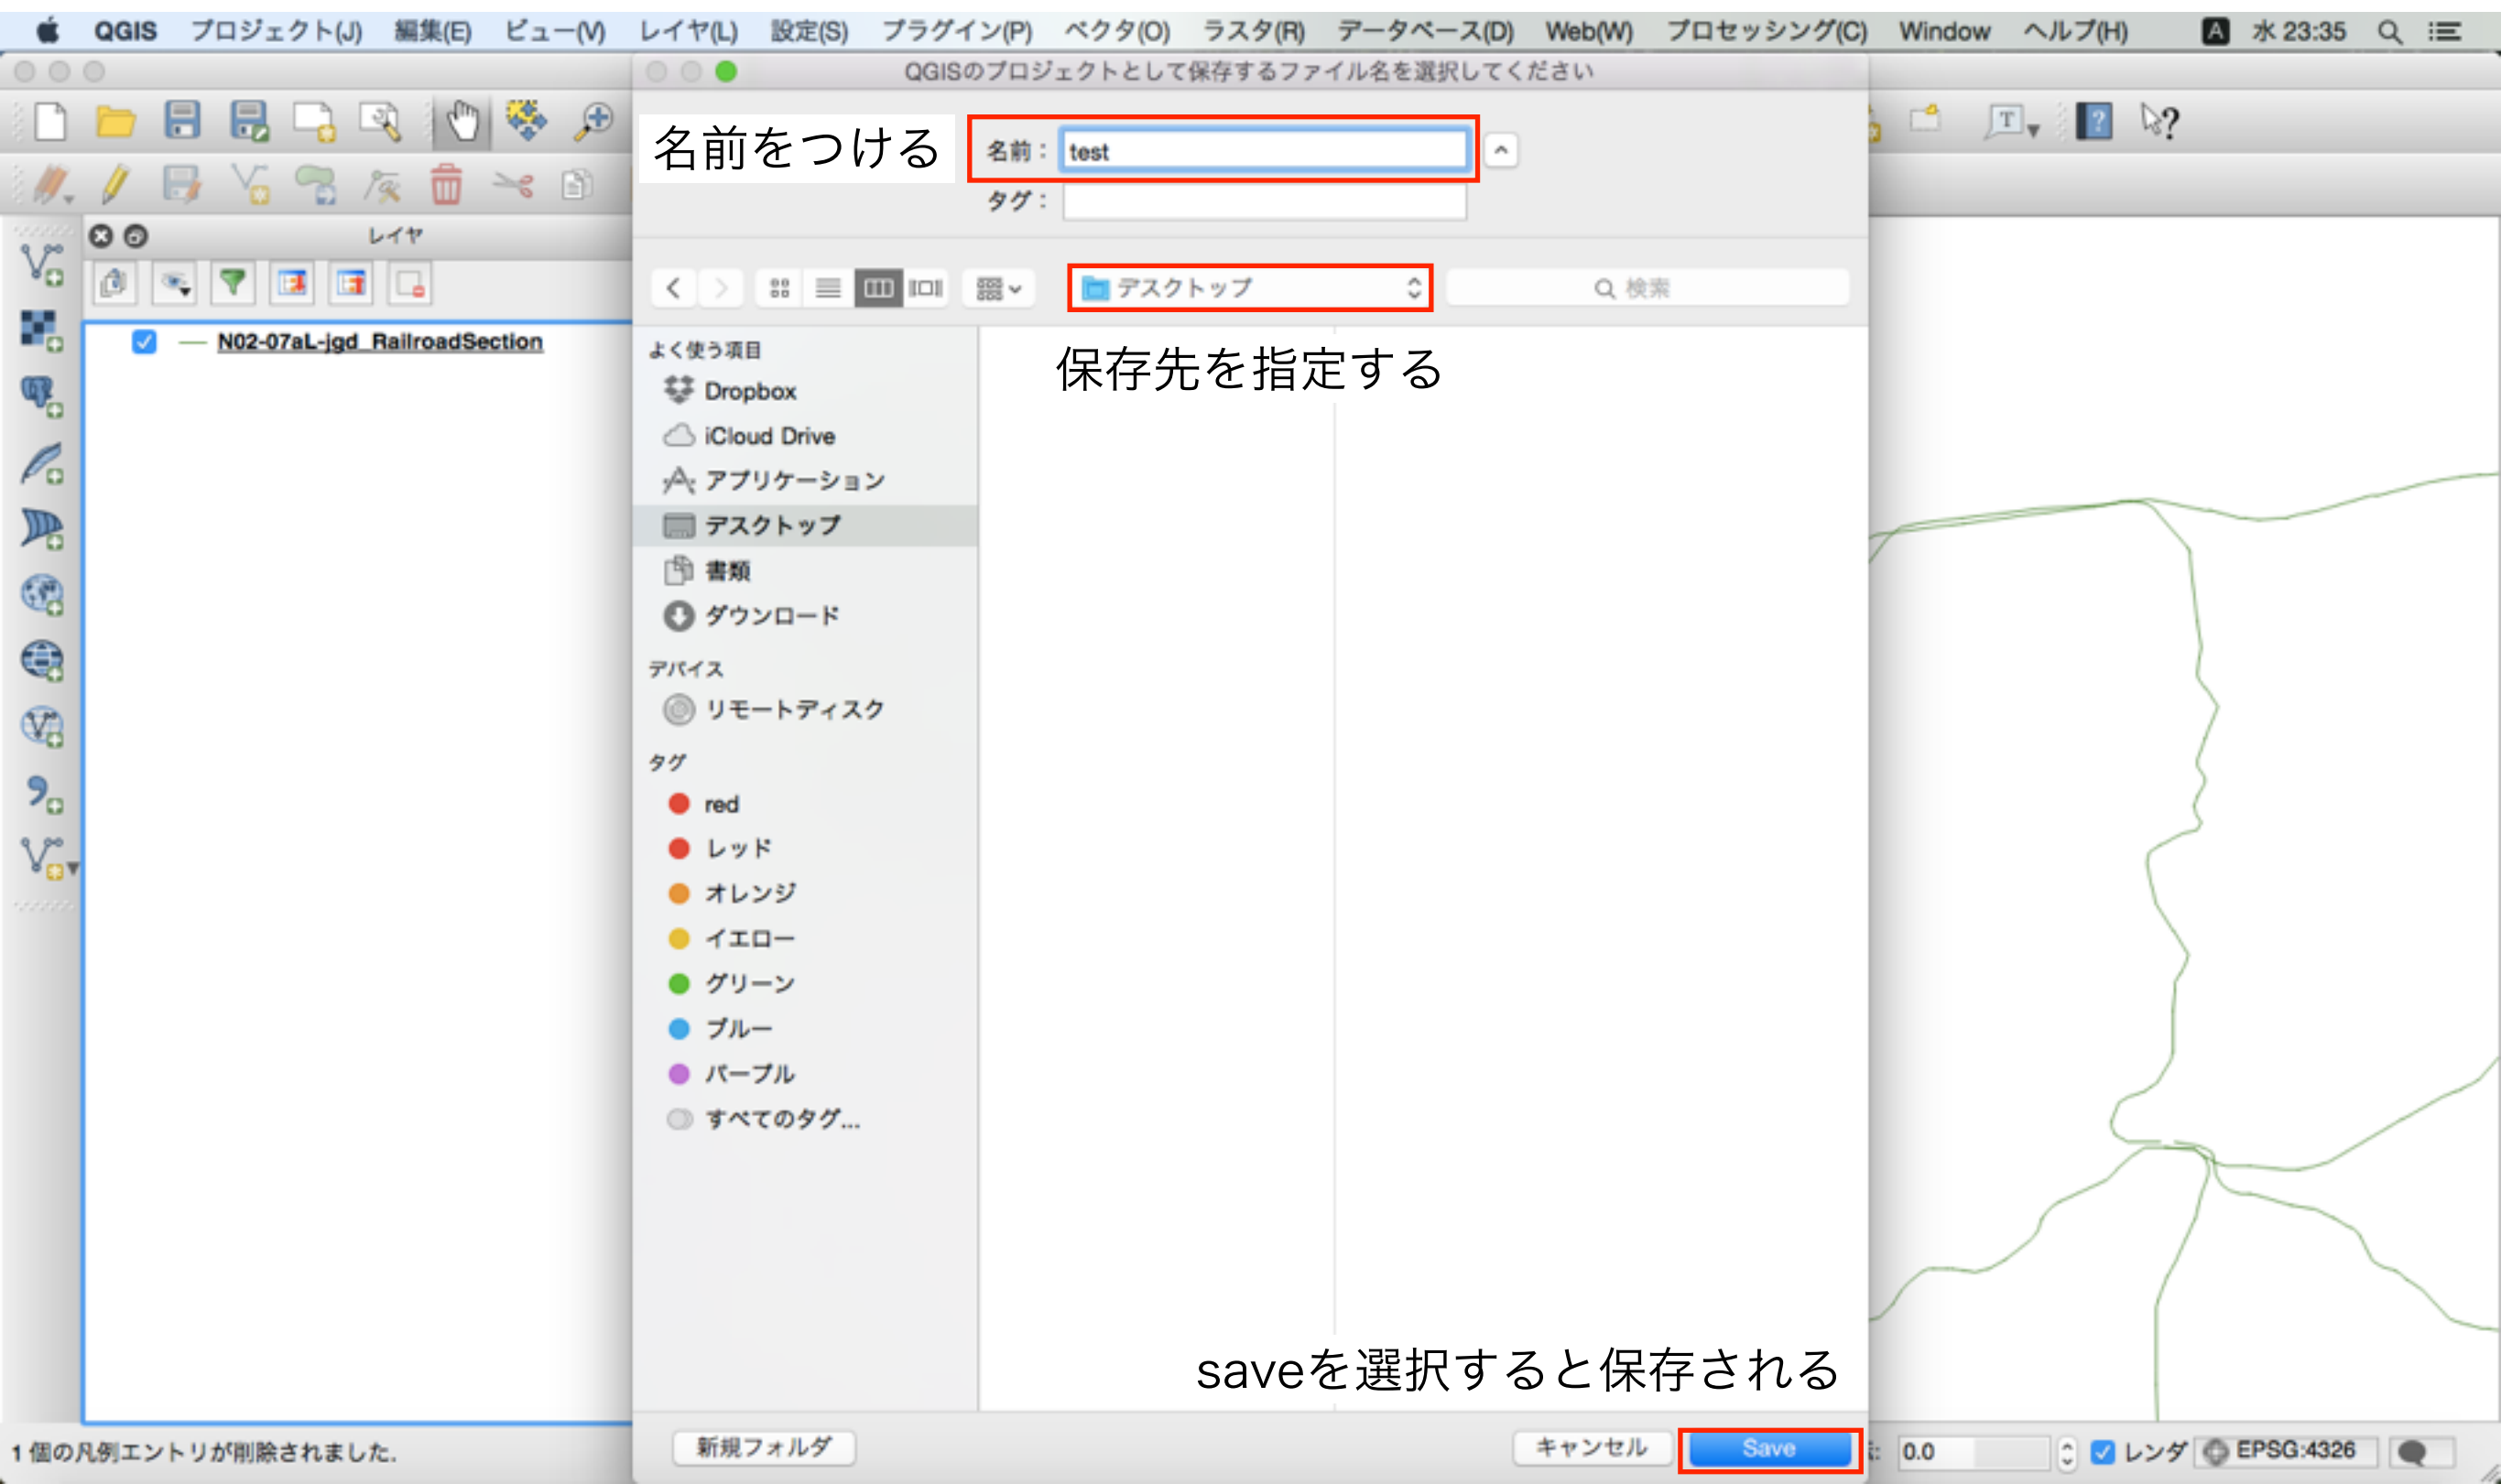 QGIS プロジェクト(J) 編集(E) ビュー(V) レイヤ(L) 設定(S) プラグイン(P) ベクタ(O) ラスタ(R) データベース(D) Web(W) プロセッシング(C) Window ヘルプ(H) A 水 23:35
QGISのプロジェクトとして保存するファイル名を選択してください
名前をつける
名前： test
タグ：
レイヤ
デスクトップ
検索
N02-07aL-jgd_RailroadSection
保存先を指定する
よく使う項目
Dropbox
iCloud Drive
アプリケーション
デスクトップ
書類
ダウンロード
デバイス
リモートディスク
タグ
red
レッド
オレンジ
イエロー
グリーン
ブルー
パープル
すべてのタグ...
saveを選択すると保存される
新規フォルダ
キャンセル
Save
1 個の凡例エントリが削除されました.
0.0
レンダ
EPSG:4326